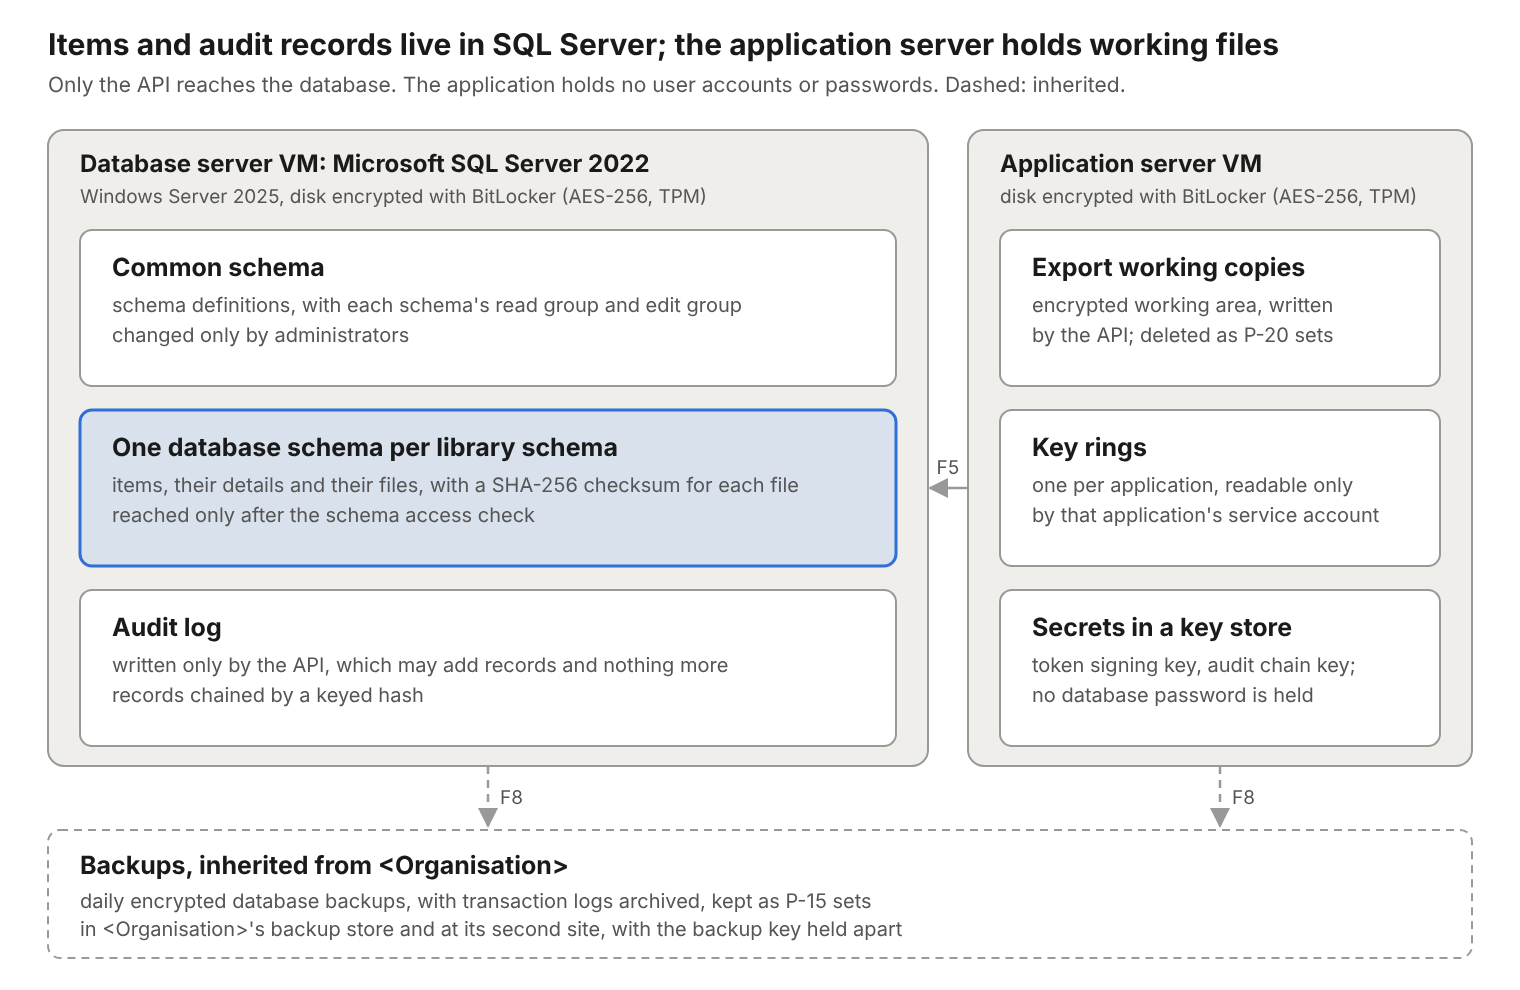 Items and audit records live in SQL Server; the application server holds working files
Only the API reaches the database. The application holds no user accounts or passwords. Dashed: inherited.
Database server VM: Microsoft SQL Server 2022
Windows Server 2025, disk encrypted with BitLocker (AES-256, TPM)
Common schema
schema definitions, with each schema's read group and edit group
changed only by administrators
One database schema per library schema
items, their details and their files, with a SHA-256 checksum for each file
reached only after the schema access check
Audit log
written only by the API, which may add records and nothing more
records chained by a keyed hash
F5
Application server VM
disk encrypted with BitLocker (AES-256, TPM)
Export working copies
encrypted working area, written
by the API; deleted as P-20 sets
Key rings
one per application, readable only
by that application's service account
Secrets in a key store
token signing key, audit chain key;
no database password is held
F8
F8
Backups, inherited from <Organisation>
daily encrypted database backups, with transaction logs archived, kept as P-15 sets
in <Organisation>'s backup store and at its second site, with the backup key held apart